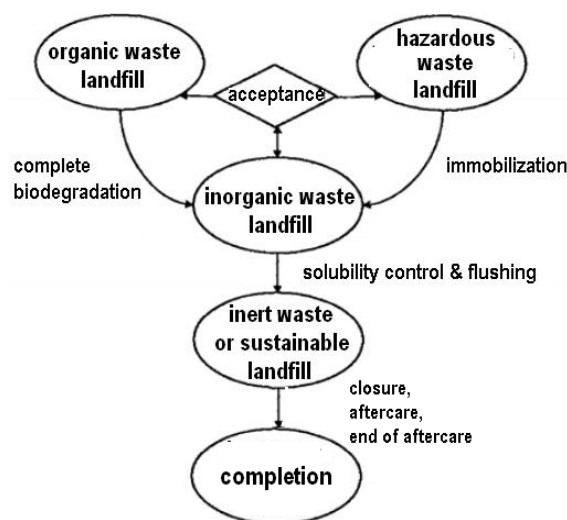 organic waste
landfill
hazardous
waste
landfill
acceptance
complete
biodegradation
immobilization
inorganic waste
landfill
solubility control & flushing
inert waste
or sustainable
landfill
closure,
aftercare,
end of aftercare
completion